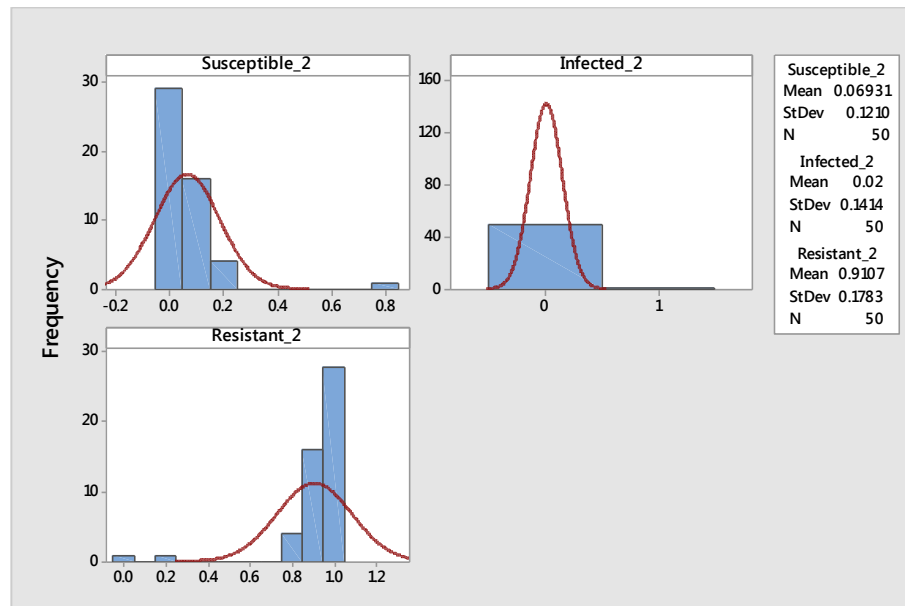 Susceptible_2
30
20
10
0
-0.2 0.0 0.2 0.4 0.6 0.8
Infected_2
160
120
80
40
0
0 1
Susceptible_2
Mean 0.06931
StDev 0.1210
N 50
Infected_2
Mean 0.02
StDev 0.1414
N 50
Resistant_2
Mean 0.9107
StDev 0.1783
N 50
Frequency
Resistant_2
30
20
10
0
0.0 0.2 0.4 0.6 0.8 1.0 1.2